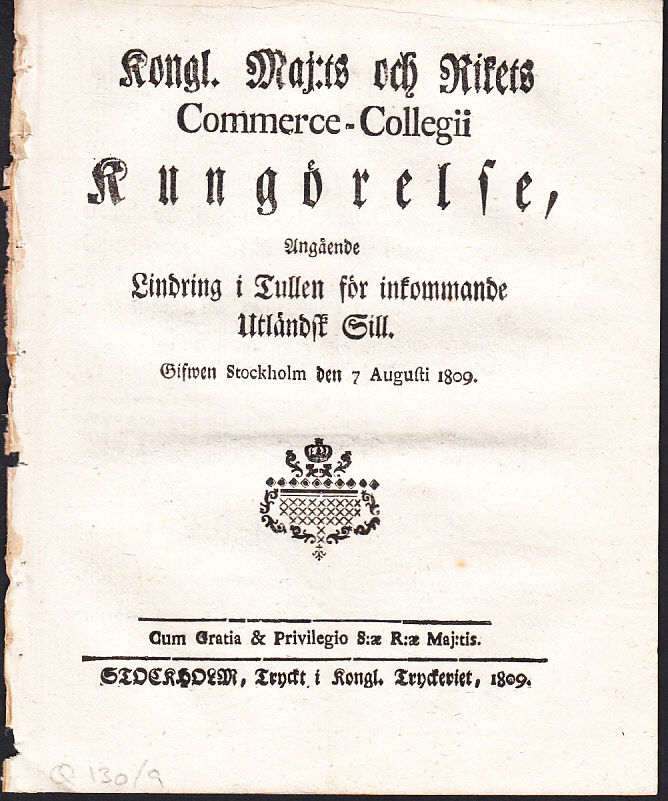 Kongl. Maj:ts och Rikets
Commerce-Collegii
Kungörelse,
Angående
Lindring i Tullen för inkommande
Utländsk Sill.
Gifwen Stockholm den 7 Augusti 1809.
Cum Gratia & Privilegio S:æ R:æ Maj:tis.
STOCKHOLM, Tryckt i Kongl. Tryckeriet, 1809.
Q 130/9